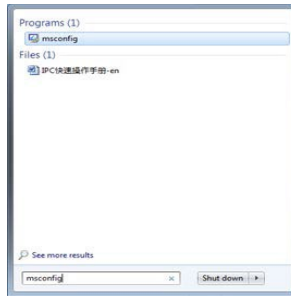 Programs (1)
msconfig
Files (1)
IPC快速操作手册-en
See more results
msconfig
Shut down